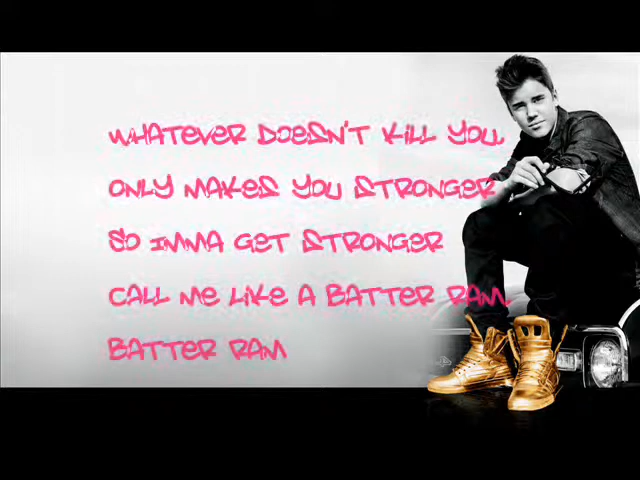 WHATEVER DOESN'T KILL YOU
ONLY MAKES YOU STRONGER
SO IMMA GET STRONGER
CALL ME LIKE A BATTER RAM
BATTER RAM